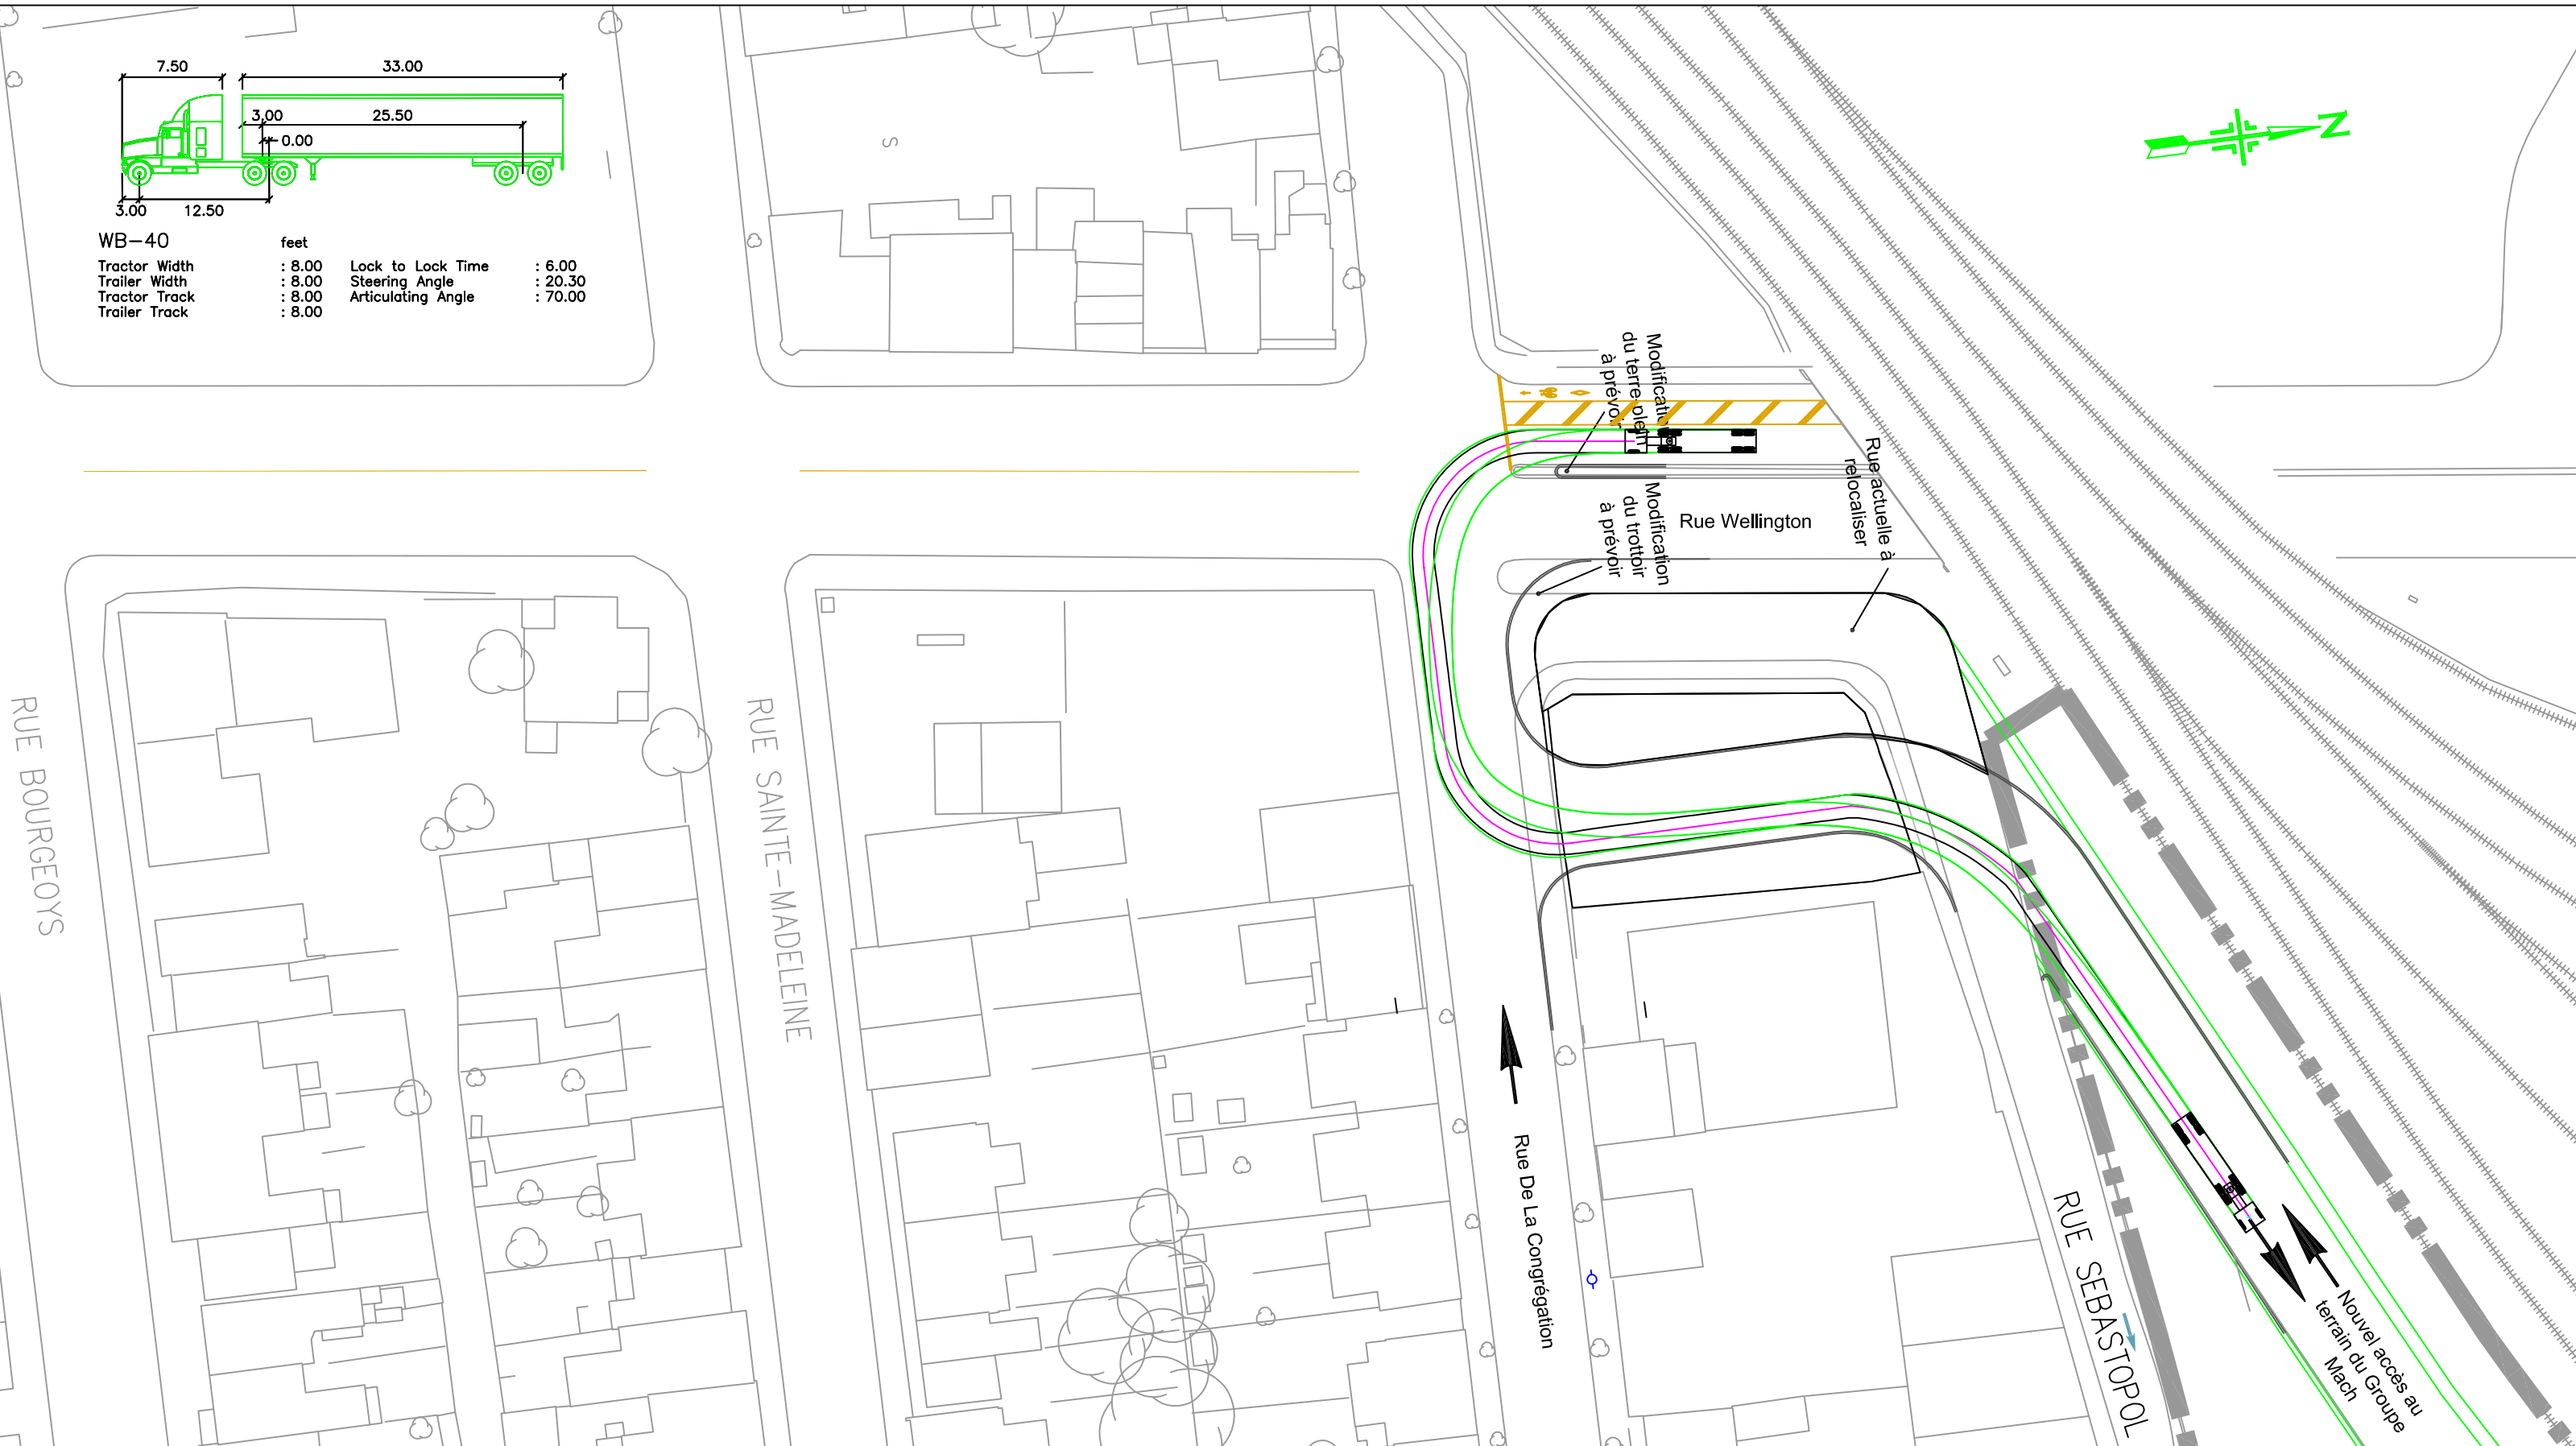 7.50
33.00
3.00
25.50
0.00
3.00
12.50
WB-40
feet
Tractor Width : 8.00
Trailer Width : 8.00
Tractor Track : 8.00
Trailer Track : 8.00
Lock to Lock Time : 6.00
Steering Angle : 20.30
Articulating Angle : 70.00
S
N
Modification
du terre plein
à prévoir
Modification
du trottoir
à prévoir
Rue Wellington
Rue actuelle à
relocaliser
RUE BOURGEOYS
RUE SAINTE-MADELEINE
Rue De La Congrégation
RUE SEBASTOPOL
Nouvel accès au
terrain du Groupe
Mach